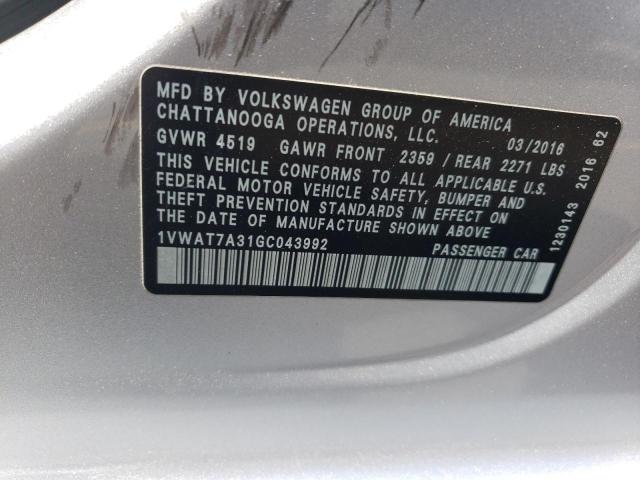 MFD BY VOLKSWAGEN GROUP OF AMERICA
CHATTANOOGA OPERATIONS, LLC. 03/2016
GVWR 4519 GAWR FRONT 2359 / REAR 2271 LBS
THIS VEHICLE CONFORMS TO ALL APPLICABLE U.S.
FEDERAL MOTOR VEHICLE SAFETY, BUMPER AND
THEFT PREVENTION STANDARDS IN EFFECT ON
THE DATE OF MANUFACTURE SHOWN ABOVE
1VWAT7A31GC043992 PASSENGER CAR
1230143 2016 62